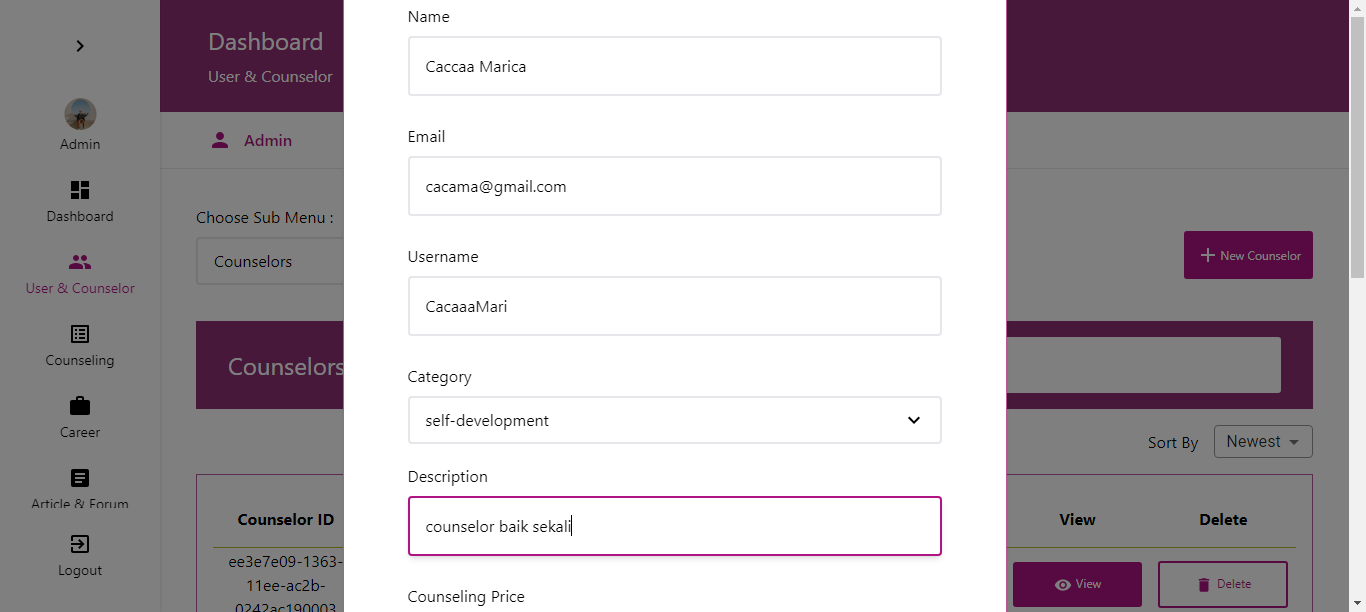 Dashboard
User & Counselor
Admin
Dashboard
User & Counselor
Counseling
Career
Article & Forum
Logout
Admin
Choose Sub Menu :
Counselors
New Counselor
Counselors
Sort By
Newest
Counselor ID
View
Delete
ee3e7e09-1363-
11ee-ac2b-
0242ac190003
View
Delete
Name
Caccaa Marica
Email
cacama@gmail.com
Username
CacaaaMari
Category
self-development
Description
counselor baik sekali
Counseling Price